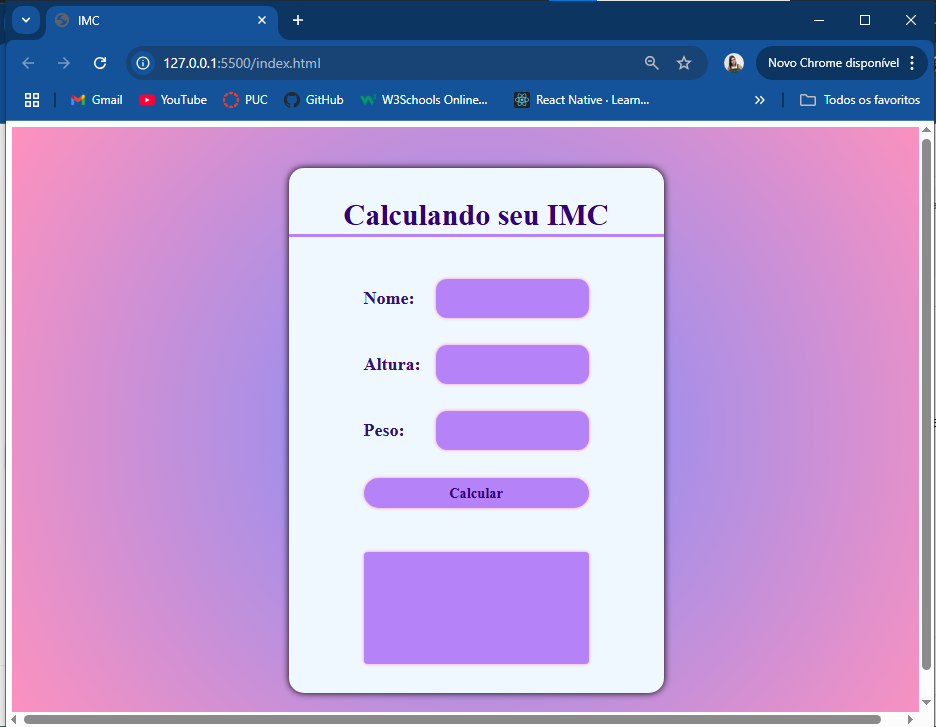 IMC
127.0.0.1:5500/index.html
Novo Chrome disponível
Gmail
YouTube
PUC
GitHub
W3Schools Online...
React Native · Learn...
»
Todos os favoritos
Calculando seu IMC
Nome:
Altura:
Peso:
Calcular